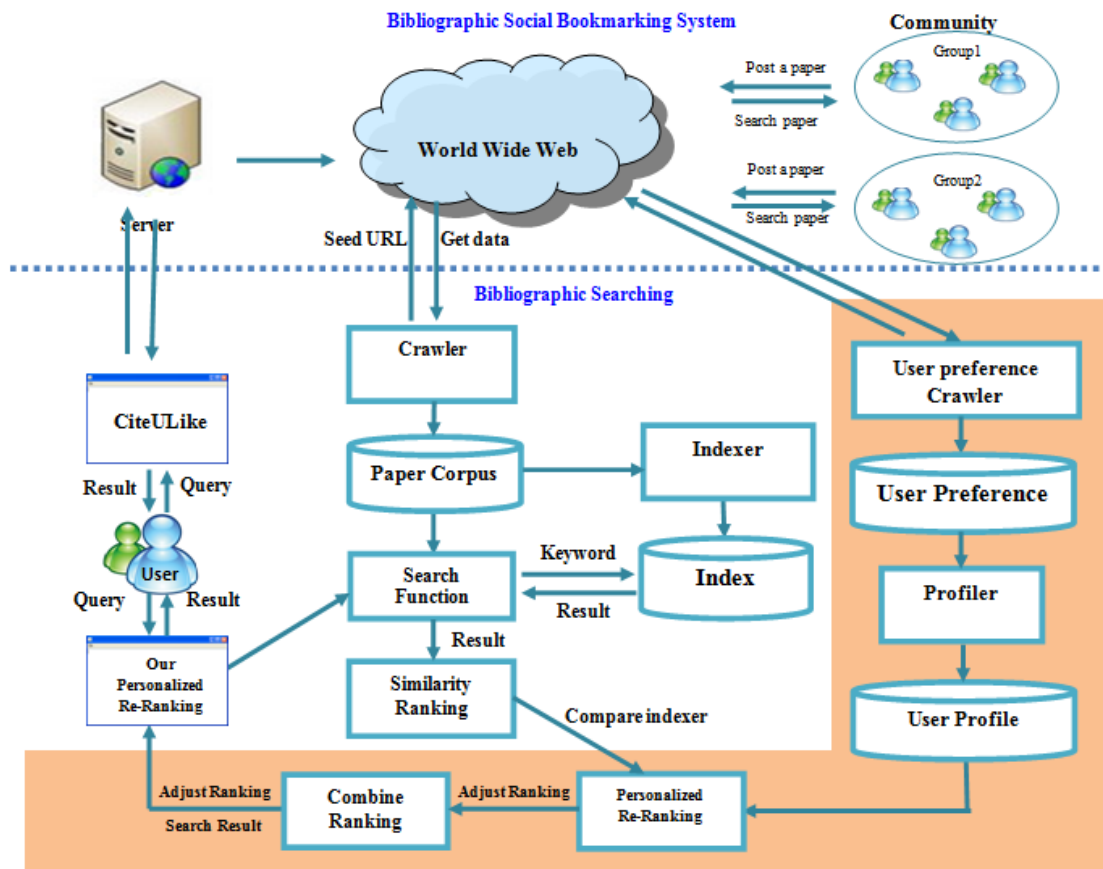 Bibliographic Social Bookmarking System
Community
Group1
Post a paper
Search paper
World Wide Web
Post a paper
Group2
Search paper
Server
Seed URL
Get data
Bibliographic Searching
Crawler
User preference
Crawler
CiteULike
Paper Corpus
Indexer
Result
Query
User Preference
User
Keyword
Search
Function
Index
Result
Profiler
Query
Result
Result
Our
Personalized
Re-Ranking
Similarity
Ranking
Compare indexer
User Profile
Adjust Ranking
Search Result
Combine
Ranking
Adjust Ranking
Personalized
Re-Ranking